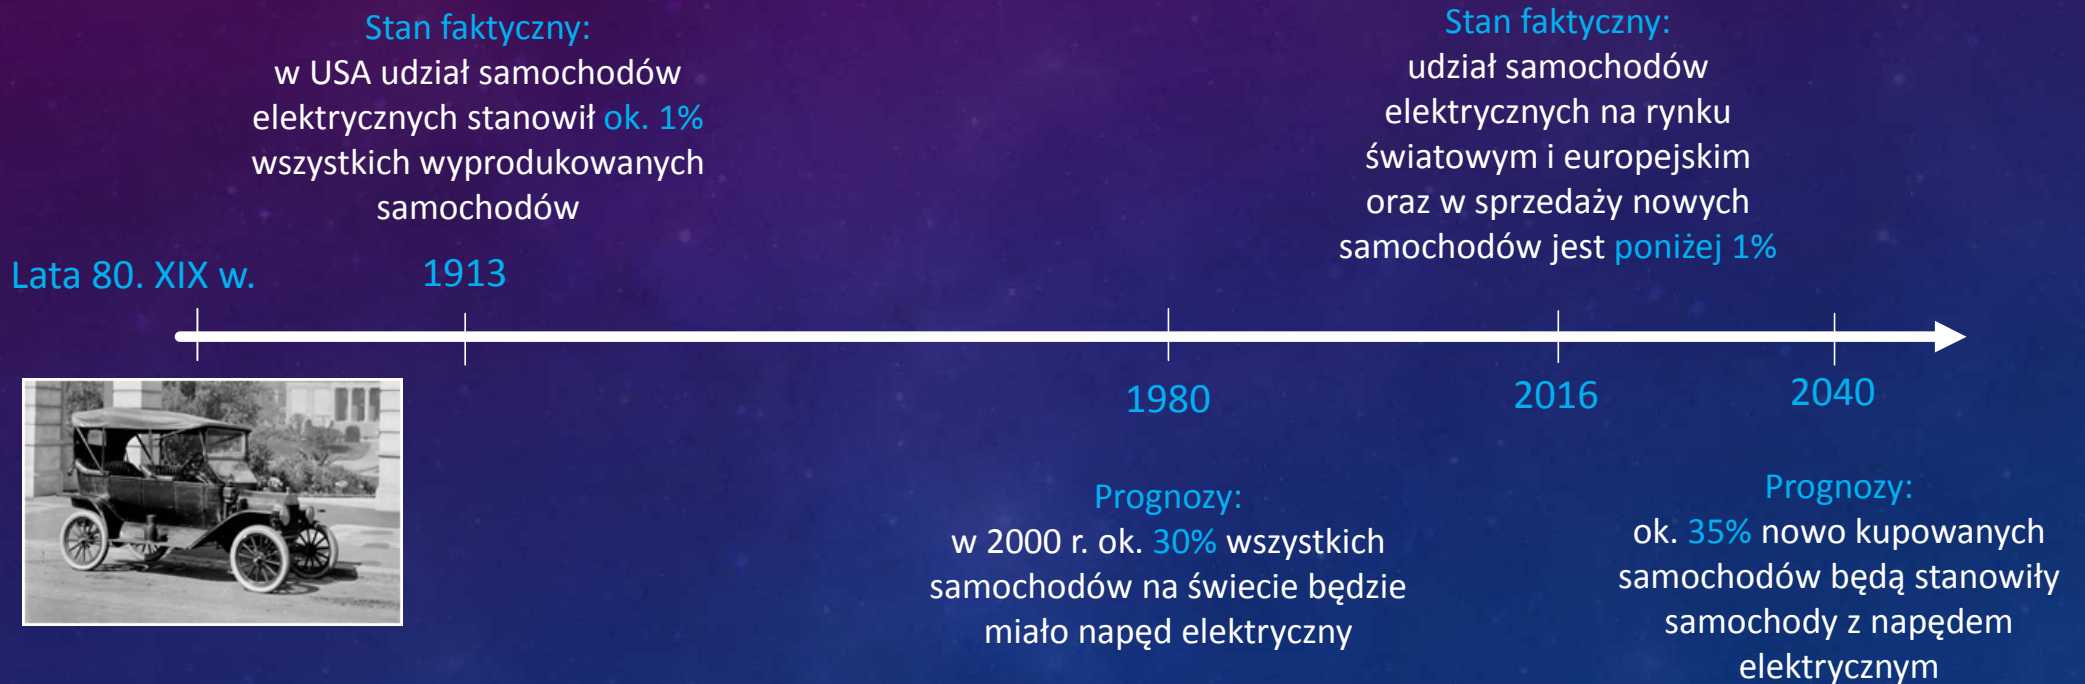 Stan faktyczny:
w USA udział samochodów
elektrycznych stanowił ok. 1%
wszystkich wyprodukowanych
samochodów
Stan faktyczny:
udział samochodów
elektrycznych na rynku
światowym i europejskim
oraz w sprzedaży nowych
samochodów jest poniżej 1%
Lata 80. XIX w.
1913
1980
2016
2040
Prognozy:
w 2000 r. ok. 30% wszystkich
samochodów na świecie będzie
miało napęd elektryczny
Prognozy:
ok. 35% nowo kupowanych
samochodów będą stanowiły
samochody z napędem
elektrycznym